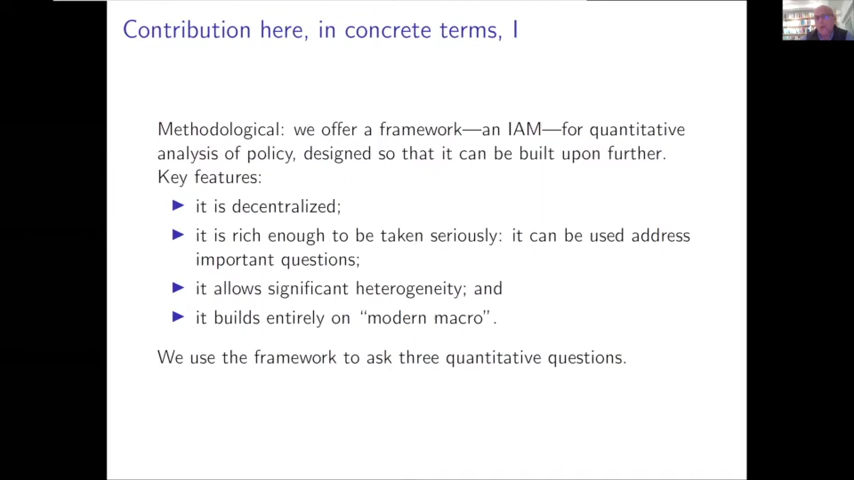 Contribution here, in concrete terms, I
Methodological: we offer a framework—an IAM—for quantitative
analysis of policy, designed so that it can be built upon further.
Key features:
▶ it is decentralized;
▶ it is rich enough to be taken seriously: it can be used address
important questions;
▶ it allows significant heterogeneity; and
▶ it builds entirely on “modern macro”.
We use the framework to ask three quantitative questions.